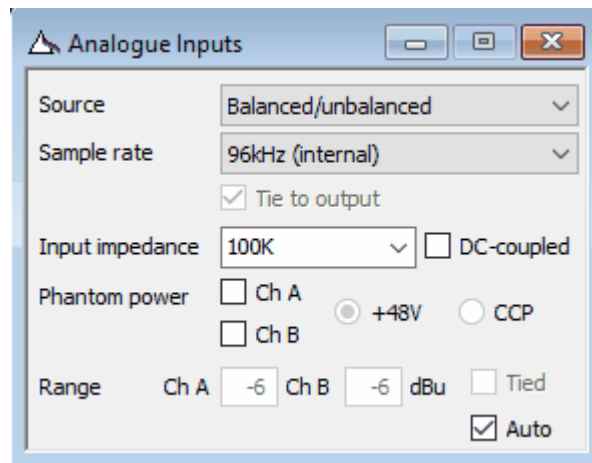 Analogue Inputs
Source Balanced/unbalanced
Sample rate 96kHz (internal)
Tie to output
Input impedance 100K DC-coupled
Phantom power Ch A +48V CCP
Ch B
Range Ch A -6 Ch B -6 dBu Tied
Auto